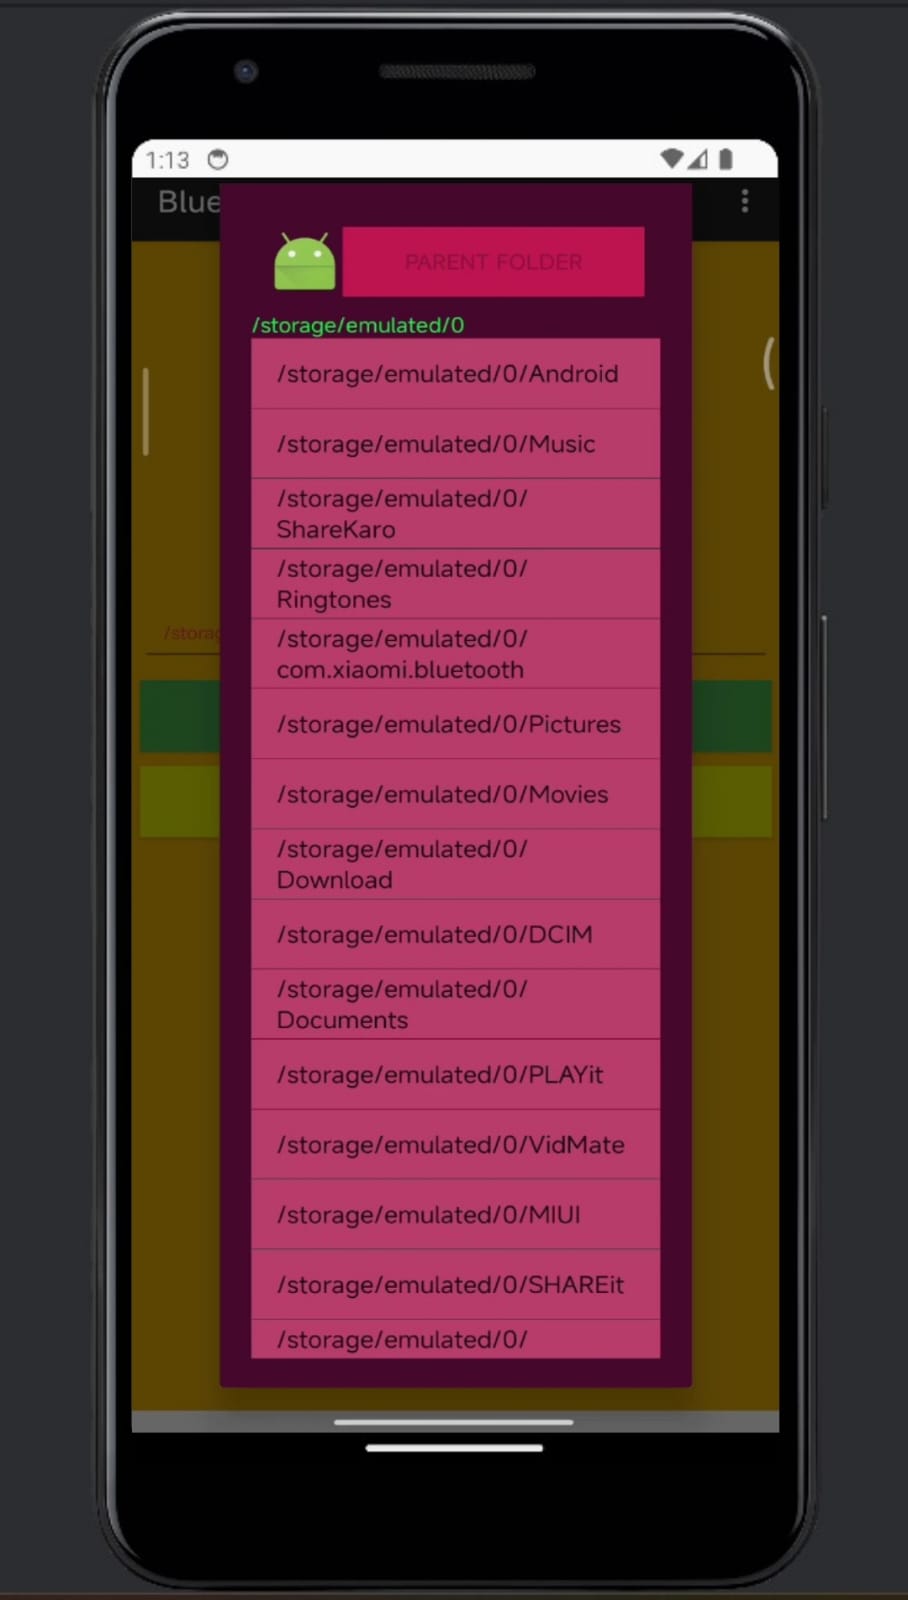 1:13
Blue
PARENT FOLDER
/storage/emulated/0
/storage/emulated/0/Android
/storage/emulated/0/Music
/storage/emulated/0/
ShareKaro
/storage/emulated/0/
Ringtones
/storage/emulated/0/
com.xiaomi.bluetooth
/storag
/storage/emulated/0/Pictures
/storage/emulated/0/Movies
/storage/emulated/0/
Download
/storage/emulated/0/DCIM
/storage/emulated/0/
Documents
/storage/emulated/0/PLAYit
/storage/emulated/0/VidMate
/storage/emulated/0/MIUI
/storage/emulated/0/SHAREit
/storage/emulated/0/